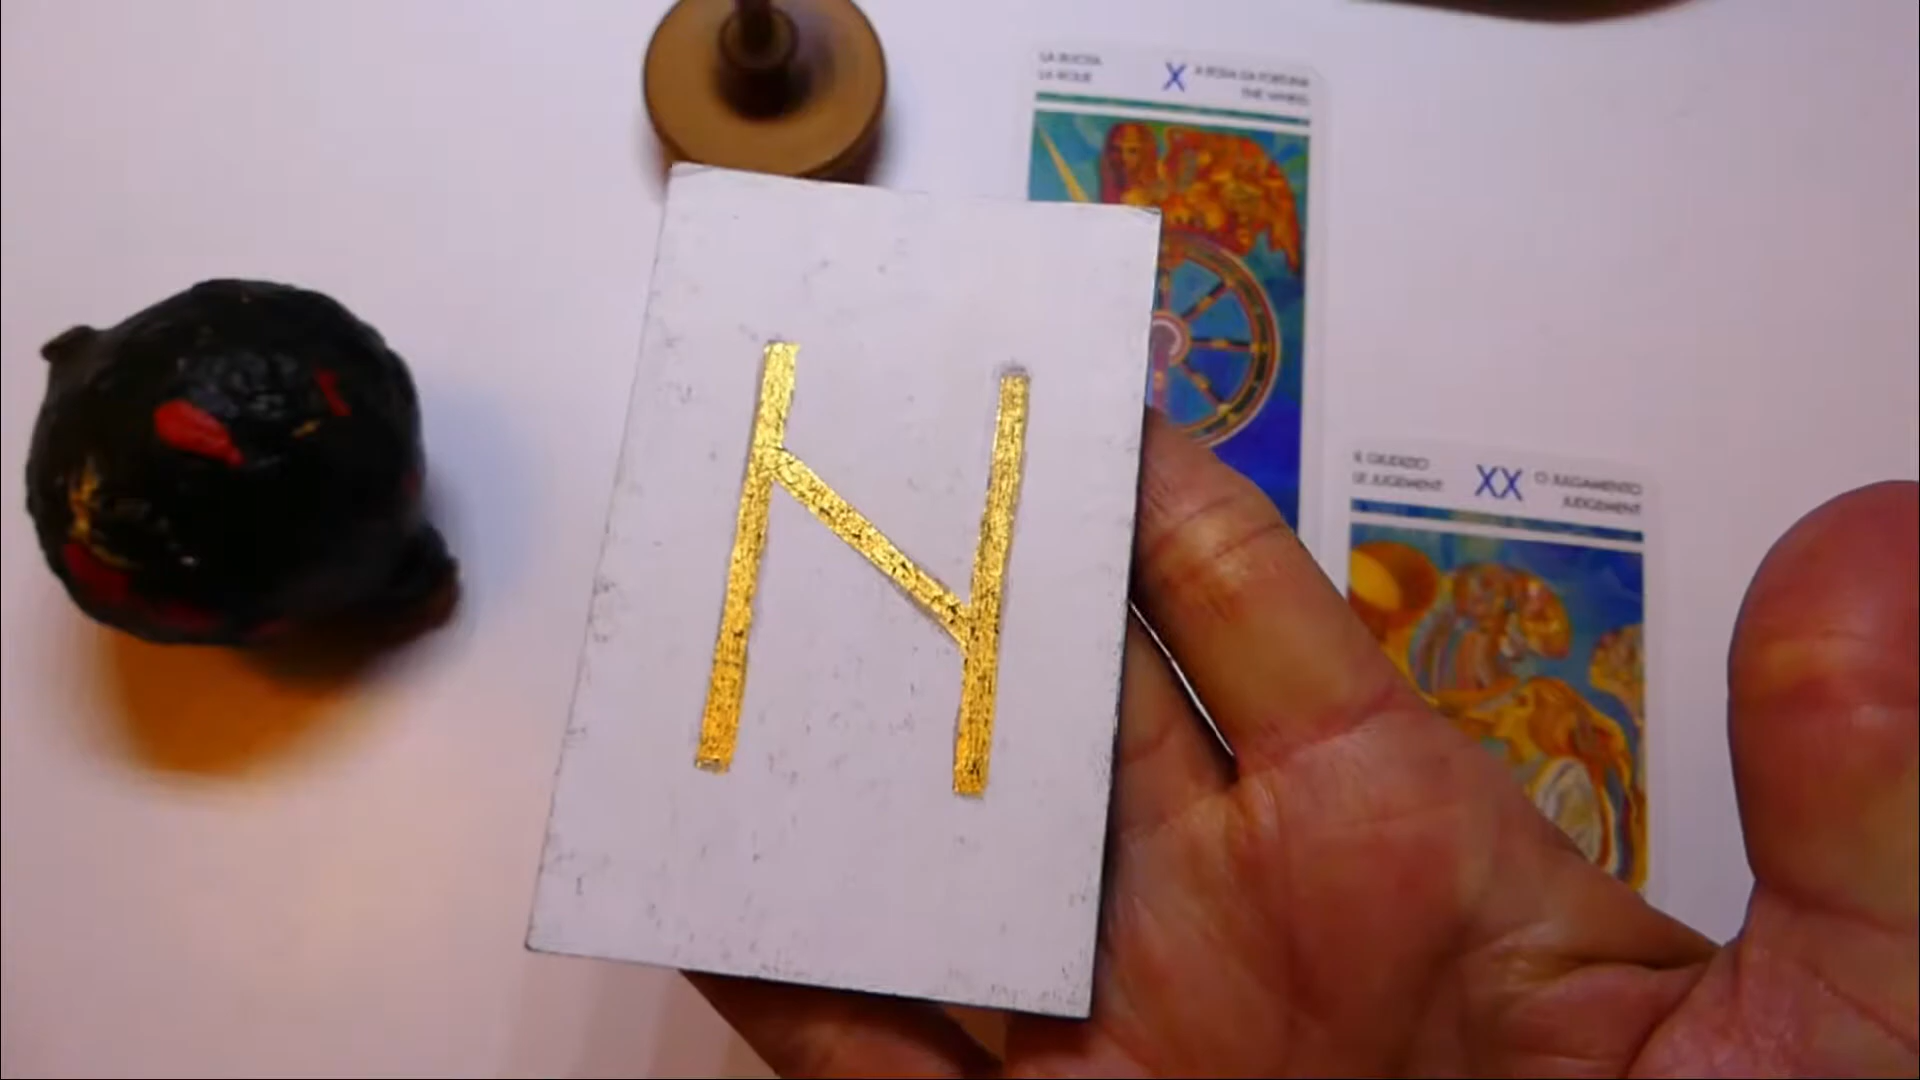 LA RUOTA
LA ROUE
X
A RODA DA FORTUNA
THE WHEEL
ᚺ
IL GIUDIZIO
LE JUGEMENT
XX
O JULGAMENTO
JUDGEMENT